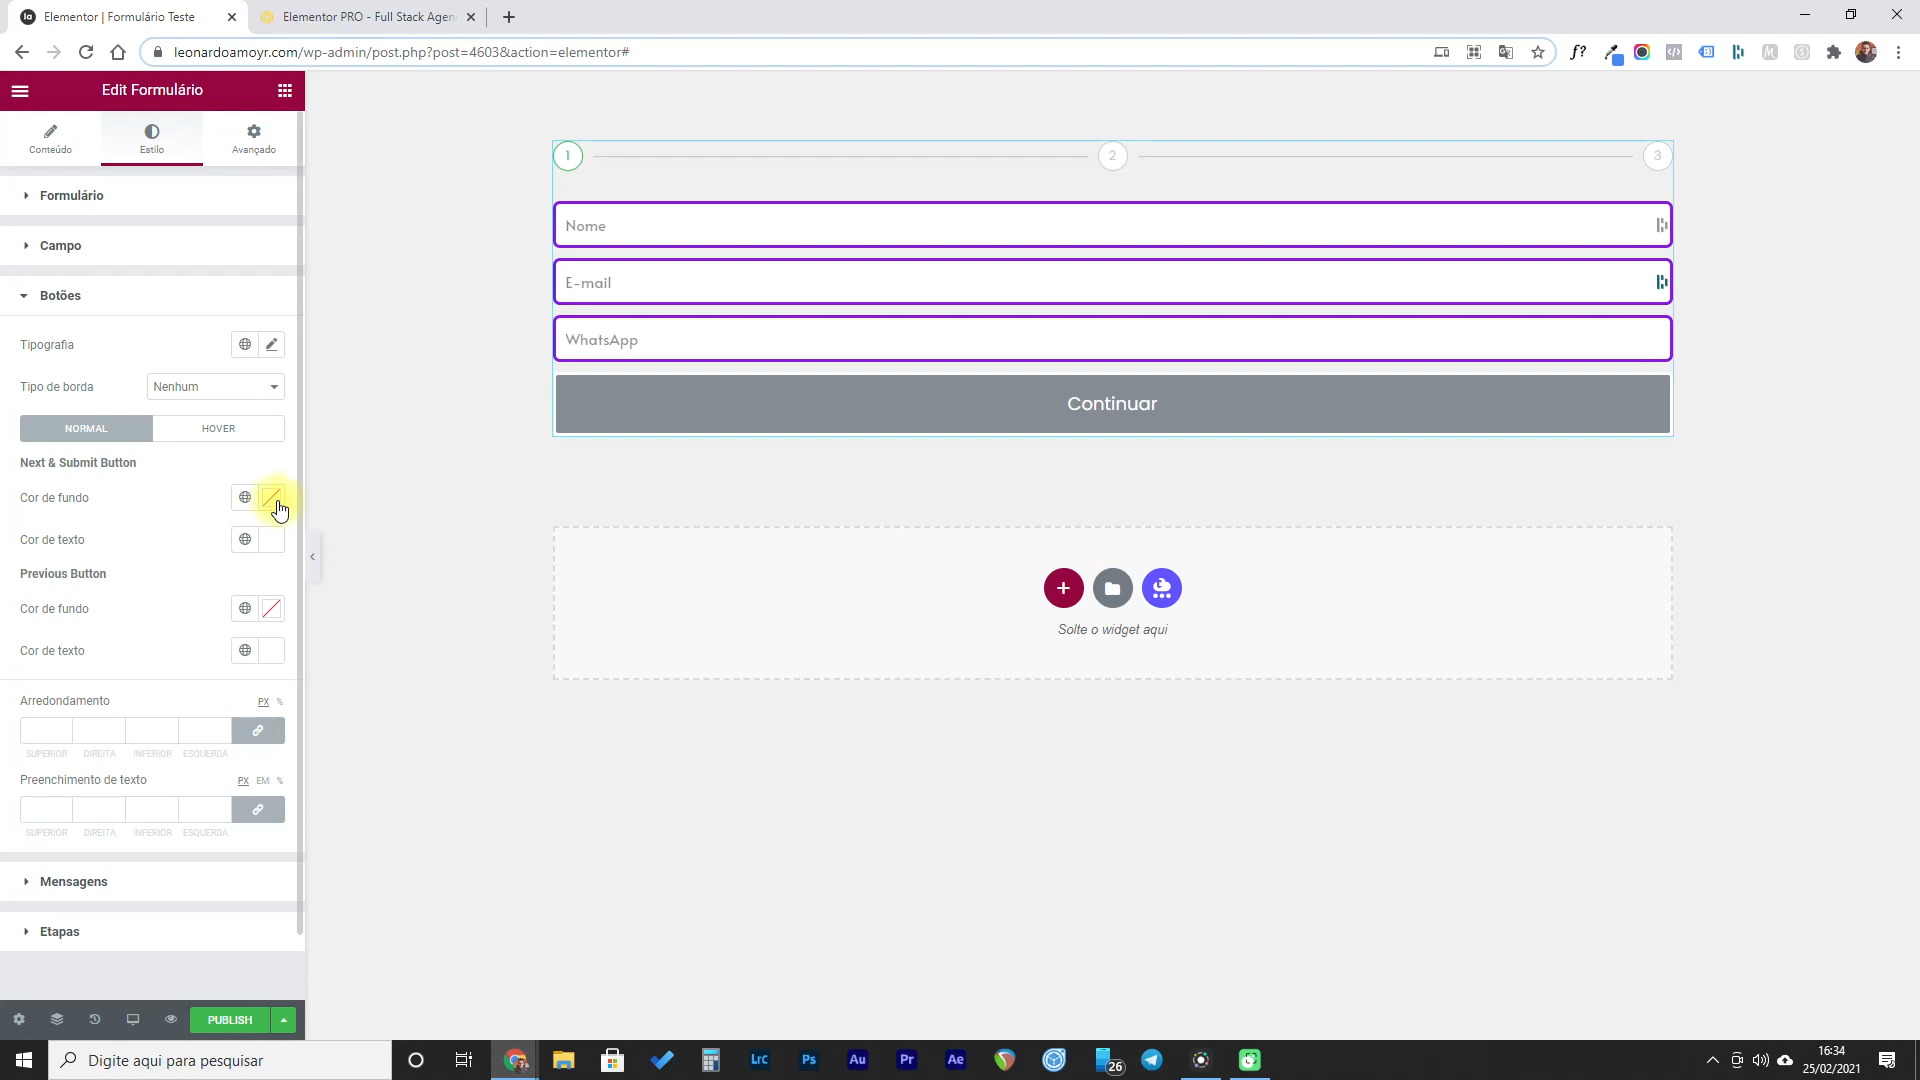 Elementor | Formulário Teste
Elementor PRO - Full Stack Agen
leonardoamoyr.com/wp-admin/post.php?post=4603&action=elementor#
Edit Formulário
Conteúdo
Estilo
Avançado
Formulário
Campo
Botões
Tipografia
Tipo de borda
Nenhum
NORMAL
HOVER
Next & Submit Button
Cor de fundo
Cor de texto
Previous Button
Cor de fundo
Cor de texto
Arredondamento
PX %
SUPERIOR DIREITA INFERIOR ESQUERDA
Preenchimento de texto
PX EM %
SUPERIOR DIREITA INFERIOR ESQUERDA
Mensagens
Etapas
PUBLISH
1
2
3
Nome
E-mail
WhatsApp
Continuar
Solte o widget aqui
Digite aqui para pesquisar
Lrc
Ps
Au
Pr
Ae
26
16:34
25/02/2021